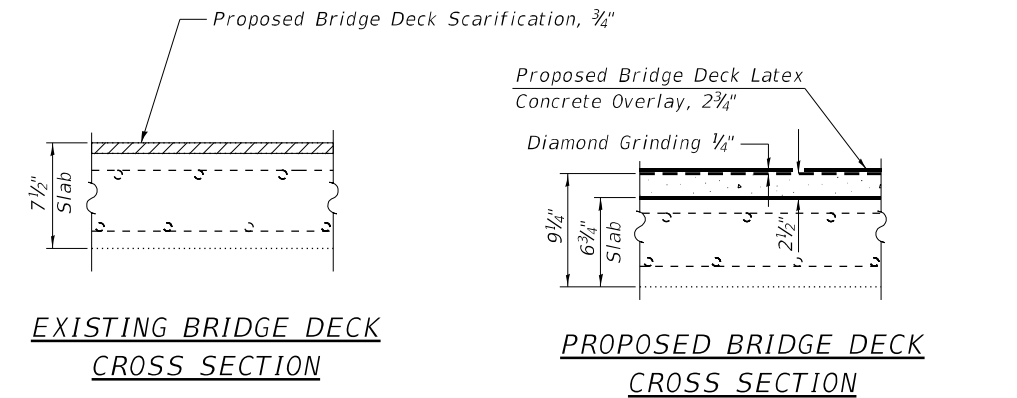 Proposed Bridge Deck Scarification, ¾"
7½"
Slab
EXISTING BRIDGE DECK
CROSS SECTION
Proposed Bridge Deck Latex
Concrete Overlay, 2¾"
Diamond Grinding ¼"
9¼"
6¾"
Slab
2½"
PROPOSED BRIDGE DECK
CROSS SECTION